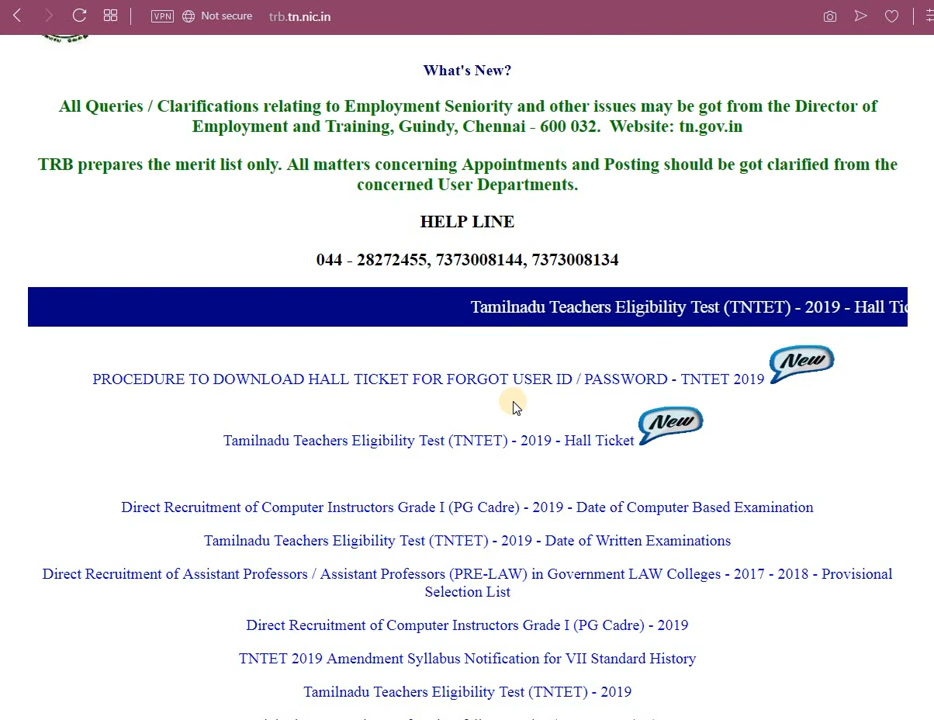 VPN Not secure trb.tn.nic.in
What's New?
All Queries / Clarifications relating to Employment Seniority and other issues may be got from the Director of
Employment and Training, Guindy, Chennai - 600 032. Website: tn.gov.in
TRB prepares the merit list only. All matters concerning Appointments and Posting should be got clarified from the
concerned User Departments.
HELP LINE
044 - 28272455, 7373008144, 7373008134
Tamilnadu Teachers Eligibility Test (TNTET) - 2019 - Hall Tic
PROCEDURE TO DOWNLOAD HALL TICKET FOR FORGOT USER ID / PASSWORD - TNTET 2019 New
Tamilnadu Teachers Eligibility Test (TNTET) - 2019 - Hall Ticket New
Direct Recruitment of Computer Instructors Grade I (PG Cadre) - 2019 - Date of Computer Based Examination
Tamilnadu Teachers Eligibility Test (TNTET) - 2019 - Date of Written Examinations
Direct Recruitment of Assistant Professors / Assistant Professors (PRE-LAW) in Government LAW Colleges - 2017 - 2018 - Provisional
Selection List
Direct Recruitment of Computer Instructors Grade I (PG Cadre) - 2019
TNTET 2019 Amendment Syllabus Notification for VII Standard History
Tamilnadu Teachers Eligibility Test (TNTET) - 2019